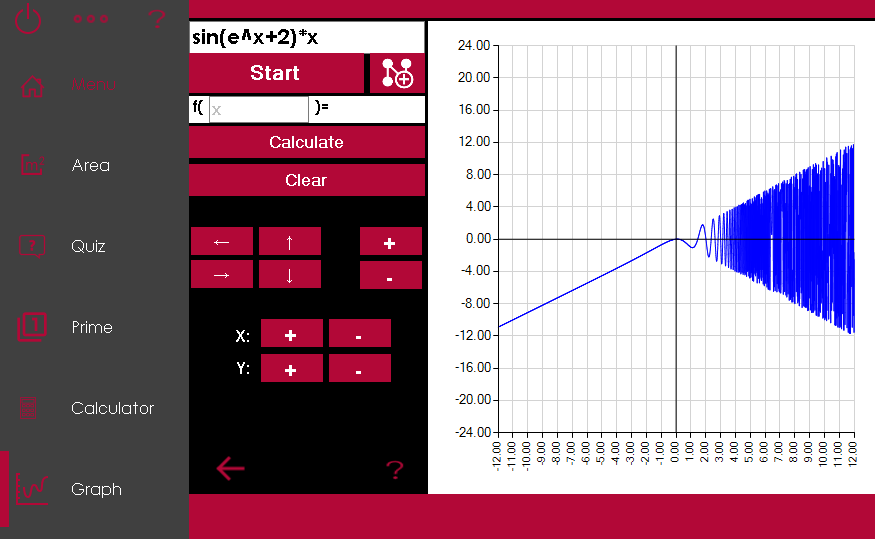 ?
Area
Quiz
Prime
Calculator
Graph
sin(e^x+2)*x
Start
f( x )=
Calculate
Clear
← ↑ +
→ ↓ -
X: + -
Y: + -
← ?
24.00
20.00
16.00
12.00
8.00
4.00
0.00
-4.00
-8.00
-12.00
-16.00
-20.00
-24.00
-12.00 -11.00 -10.00 -9.00 -8.00 -7.00 -6.00 -5.00 -4.00 -3.00 -2.00 -1.00 0.00 1.00 2.00 3.00 4.00 5.00 6.00 7.00 8.00 9.00 10.00 11.00 12.00